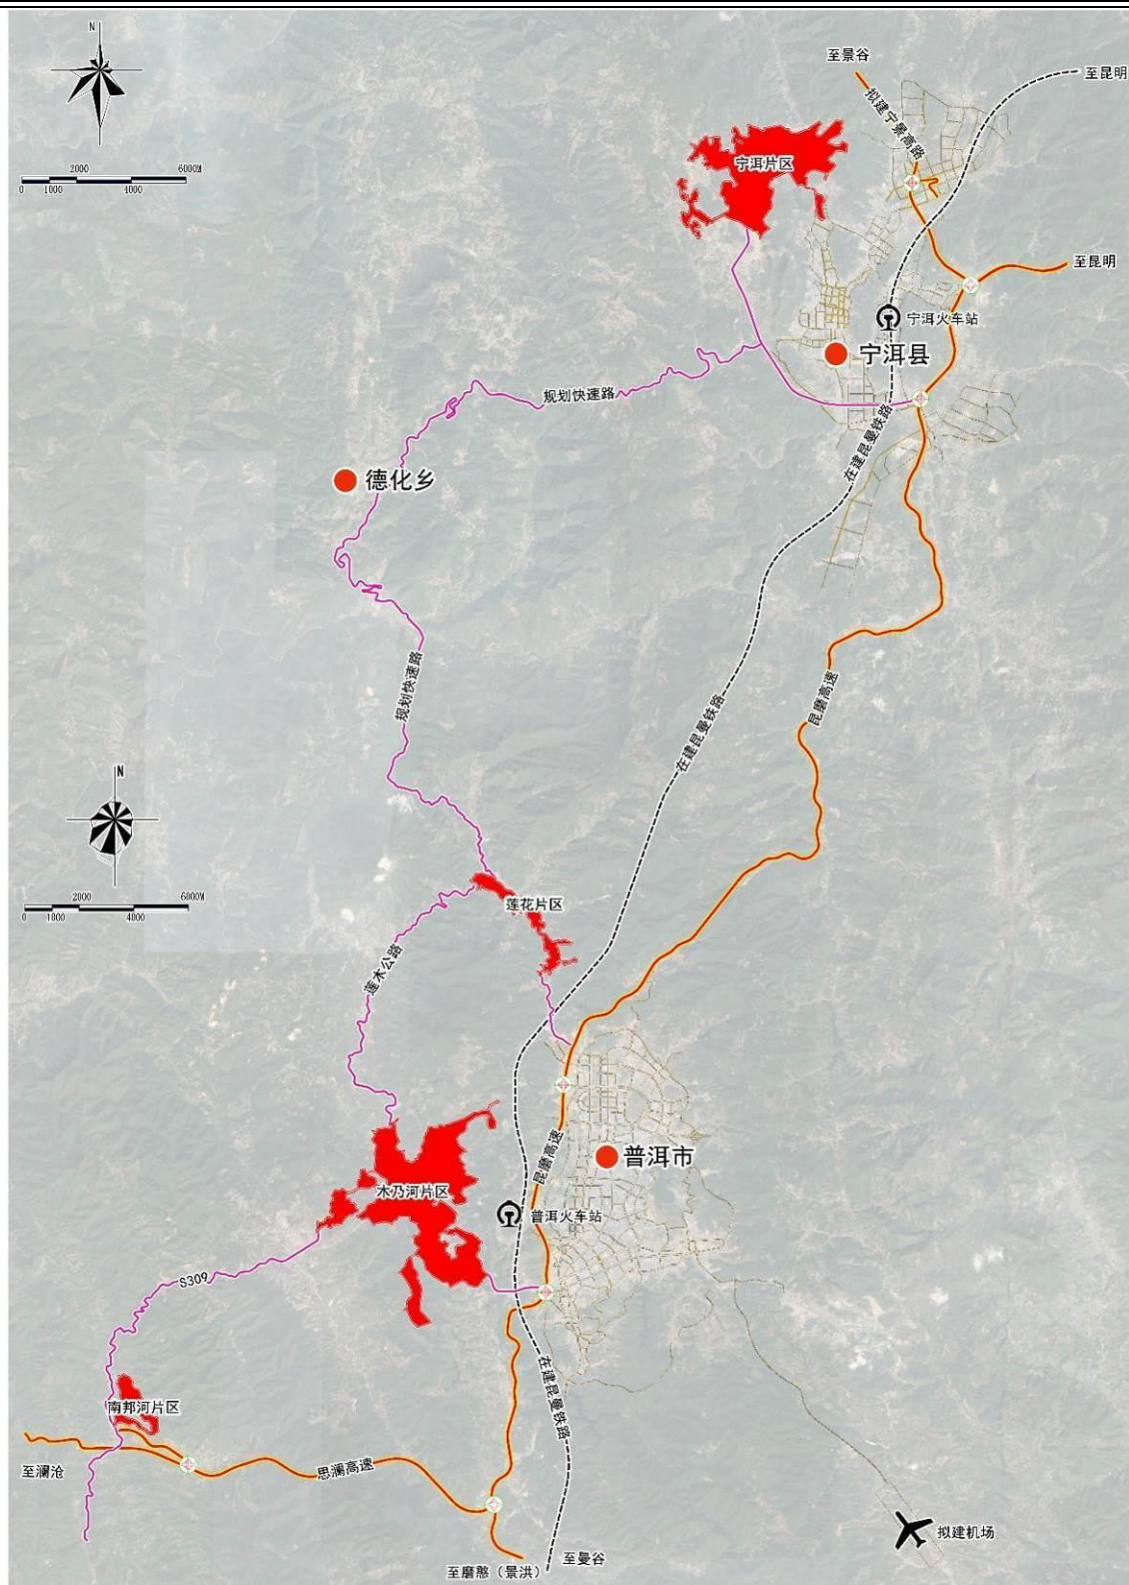 N
至景谷
至昆明
拟建宁景高路
2000 6000M
0 1000 4000
宁洱片区
至昆明
宁洱火车站
宁洱县
规划快速路
在建昆曼铁路
德化乡
规划快速路
昆磨高速
在建昆曼铁路
N
2000 6000M
0 1000 4000
莲花片区
莲木公路
昆磨高速
普洱市
木乃河片区
普洱火车站
S309
在建昆曼铁路
南邦河片区
至澜沧
思澜高速
拟建机场
至曼谷
至磨憨（景洪）